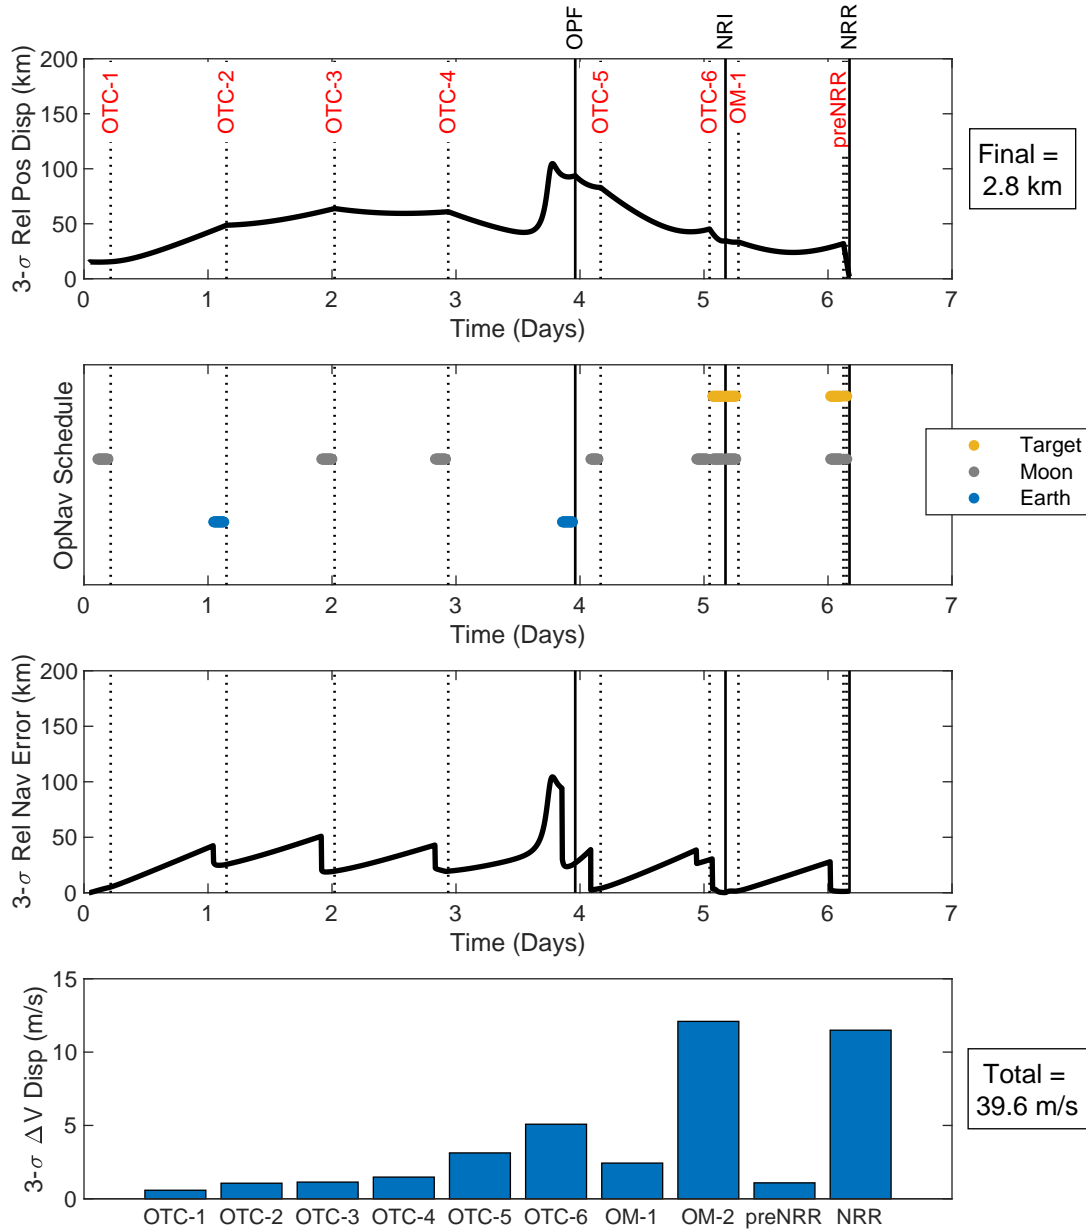 OPF
NRI
NRR
200
150
100
50
0
3-σ Rel Pos Disp (km)
OTC-1
OTC-2
OTC-3
OTC-4
OTC-5
OTC-6
OM-1
preNRR
0 1 2 3 4 5 6 7
Time (Days)
Final =
2.8 km
OpNav Schedule
0 1 2 3 4 5 6 7
Time (Days)
Target
Moon
Earth
200
150
100
50
0
3-σ Rel Nav Error (km)
0 1 2 3 4 5 6 7
Time (Days)
15
10
5
0
3-σ Δ V Disp (m/s)
OTC-1 OTC-2 OTC-3 OTC-4 OTC-5 OTC-6 OM-1 OM-2 preNRR NRR
Total =
39.6 m/s